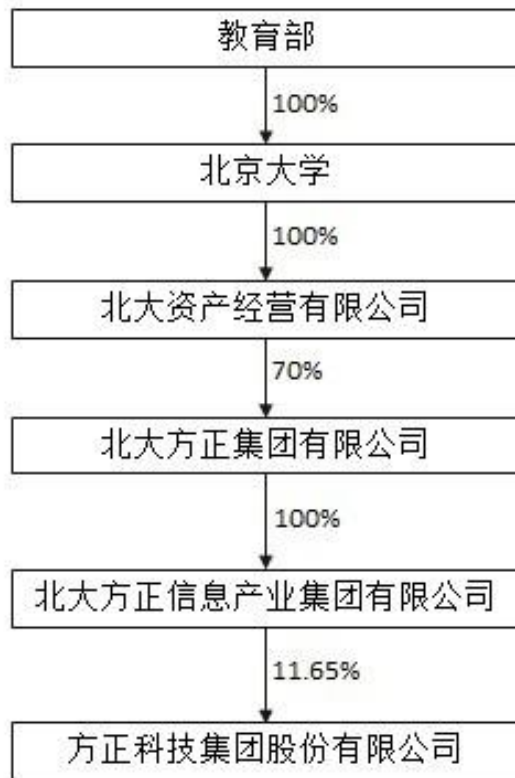 教育部
100%
北京大学
100%
北大资产经营有限公司
70%
北大方正集团有限公司
100%
北大方正信息产业集团有限公司
11.65%
方正科技集团股份有限公司